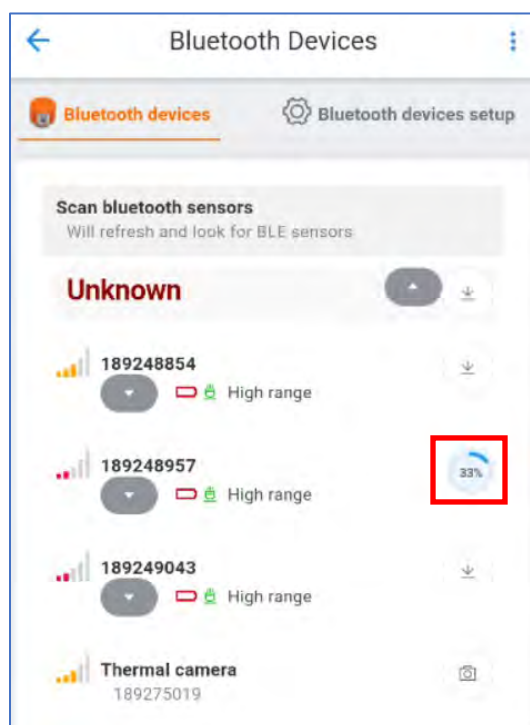 Bluetooth Devices
Bluetooth devices
Bluetooth devices setup
Scan bluetooth sensors
Will refresh and look for BLE sensors
Unknown
189248854
High range
189248957
33%
High range
189249043
High range
Thermal camera
189275019